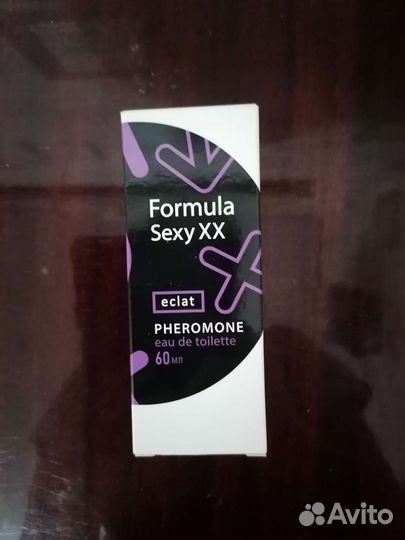 Formula
Sexy XX
eclat
PHEROMONE
eau de toilette
60 мл
Avito